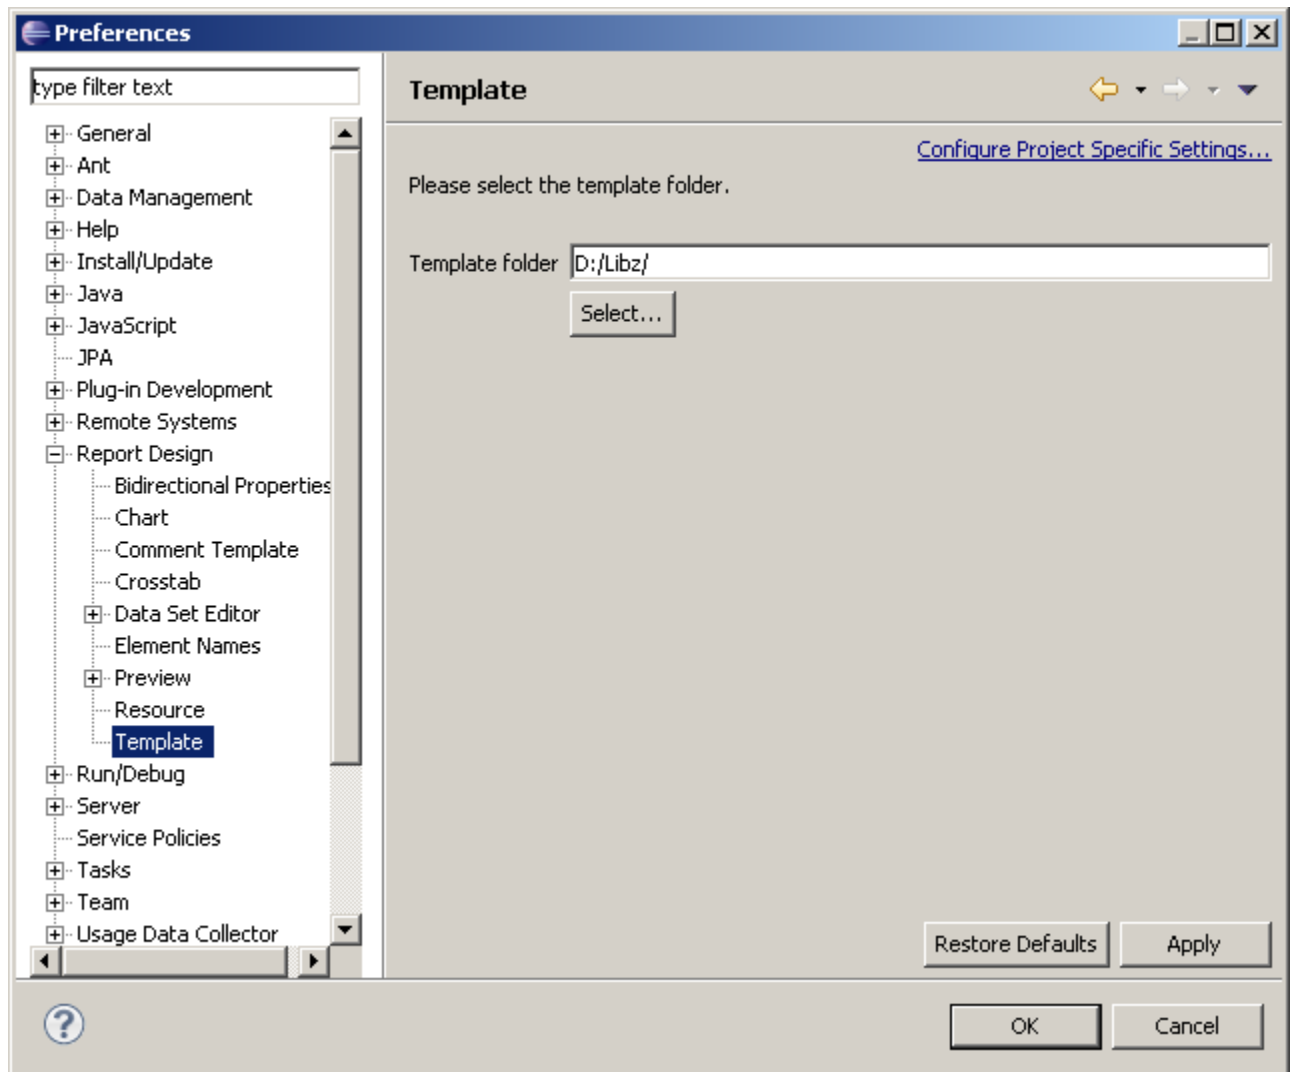 Preferences
type filter text
General
Ant
Data Management
Help
Install/Update
Java
JavaScript
JPA
Plug-in Development
Remote Systems
Report Design
Bidirectional Properties
Chart
Comment Template
Crosstab
Data Set Editor
Element Names
Preview
Resource
Template
Run/Debug
Server
Service Policies
Tasks
Team
Usage Data Collector
Template
Configure Project Specific Settings...
Please select the template folder.
Template folder D:/Libz/
Select...
Restore Defaults Apply
OK Cancel